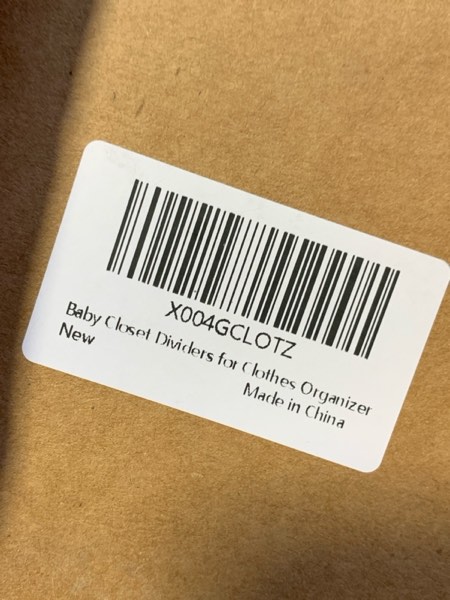 X004GCLOTZ
Baby Closet Dividers for Clothes Organizer
New
Made in China